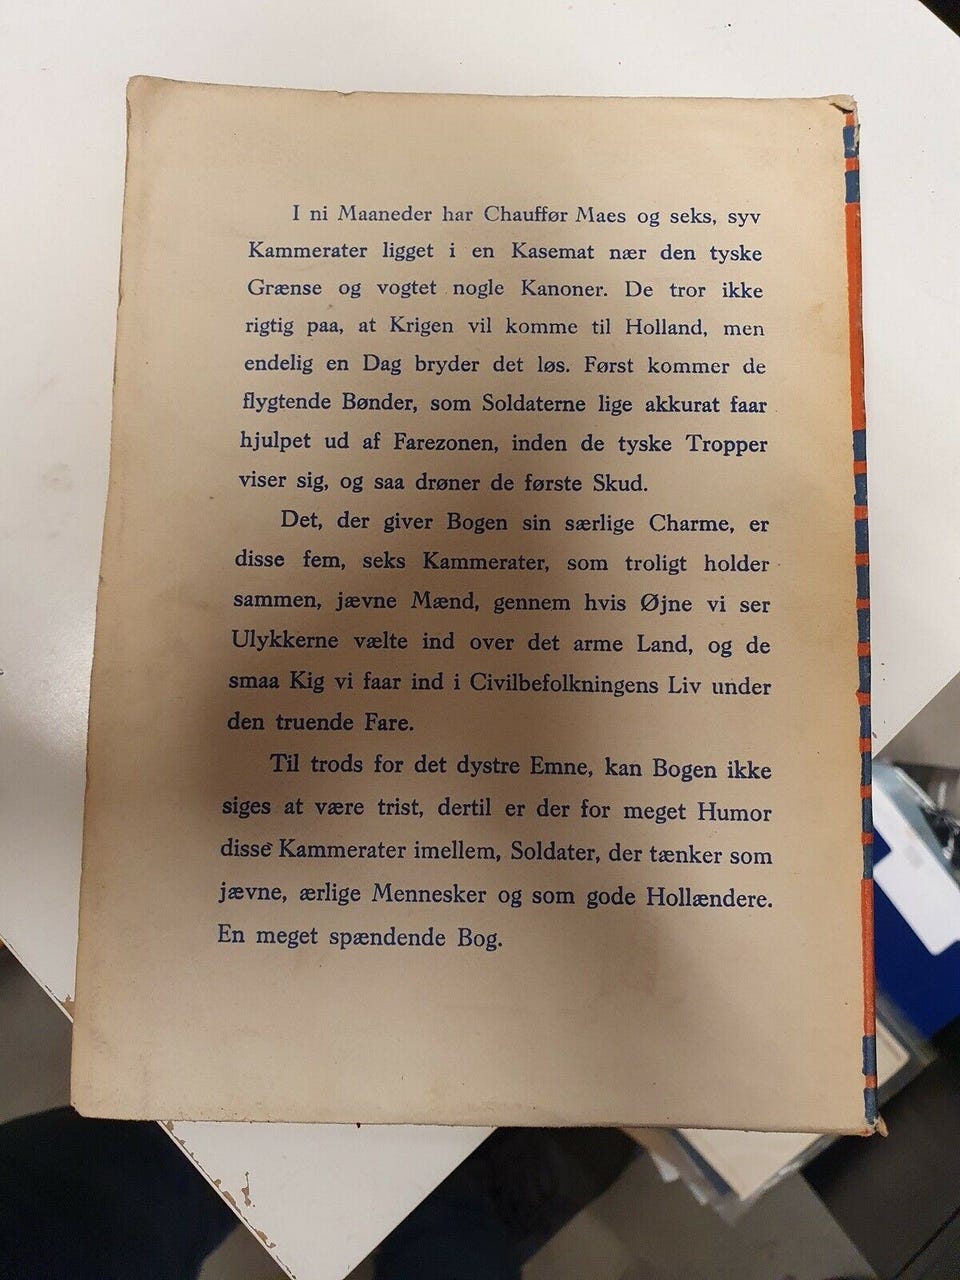 I ni Maaneder har Chauffør Maes og seks, syv
Kammerater ligget i en Kasemat nær den tyske
Grænse og vogtet nogle Kanoner. De tror ikke
rigtig paa, at Krigen vil komme til Holland, men
endelig en Dag bryder det løs. Først kommer de
flygtende Bønder, som Soldaterne lige akkurat faar
hjulpet ud af Farezonen, inden de tyske Tropper
viser sig, og saa drøner de første Skud.
Det, der giver Bogen sin særlige Charme, er
disse fem, seks Kammerater, som troligt holder
sammen, jævne Mænd, gennem hvis Øjne vi ser
Ulykkerne vælte ind over det arme Land, og de
smaa Kig vi faar ind i Civilbefolkningens Liv under
den truende Fare.
Til trods for det dystre Emne, kan Bogen ikke
siges at være trist, dertil er der for meget Humor
disse Kammerater imellem, Soldater, der tænker som
jævne, ærlige Mennesker og som gode Hollændere.
En meget spændende Bog.